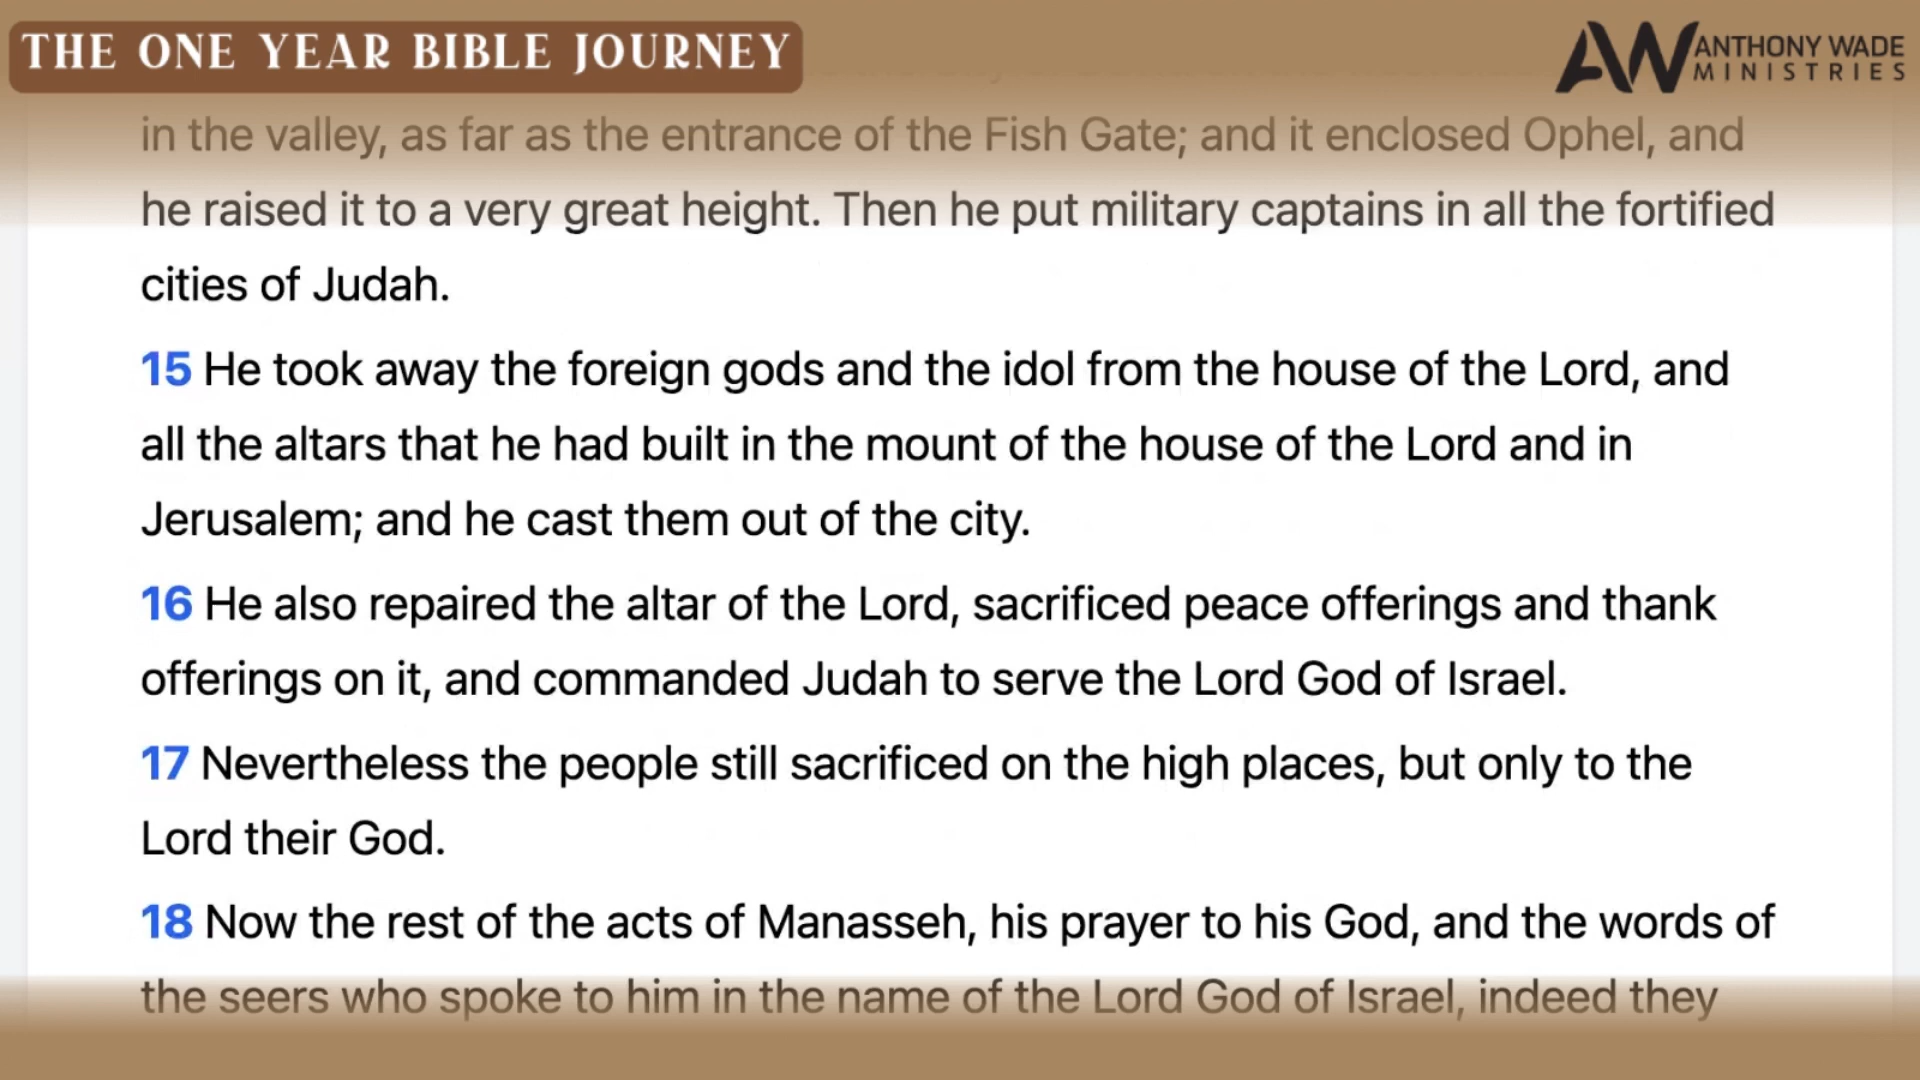 THE ONE YEAR BIBLE JOURNEY
AW ANTHONY WADE
MINISTRIES
in the valley, as far as the entrance of the Fish Gate; and it enclosed Ophel, and
he raised it to a very great height. Then he put military captains in all the fortified
cities of Judah.
15 He took away the foreign gods and the idol from the house of the Lord, and
all the altars that he had built in the mount of the house of the Lord and in
Jerusalem; and he cast them out of the city.
16 He also repaired the altar of the Lord, sacrificed peace offerings and thank
offerings on it, and commanded Judah to serve the Lord God of Israel.
17 Nevertheless the people still sacrificed on the high places, but only to the
Lord their God.
18 Now the rest of the acts of Manasseh, his prayer to his God, and the words of
the seers who spoke to him in the name of the Lord God of Israel, indeed they